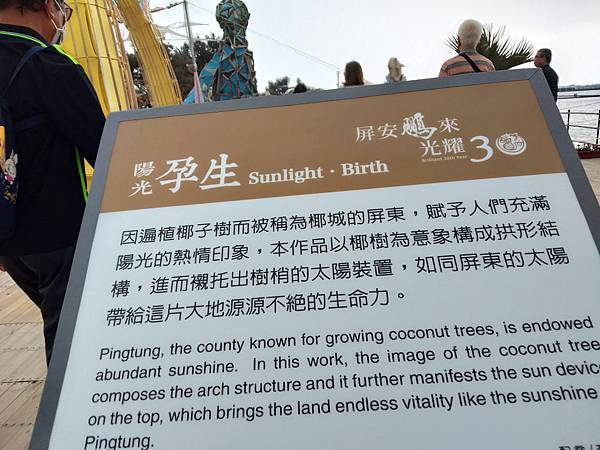 屏安鵬來
光耀30
Brilliant 30th Year
陽光孕生 Sunlight · Birth
因遍植椰子樹而被稱為椰城的屏東，賦予人們充滿
陽光的熱情印象，本作品以椰樹為意象構成拱形結
構，進而襯托出樹梢的太陽裝置，如同屏東的太陽
帶給這片大地源源不絕的生命力。
Pingtung, the county known for growing coconut trees, is endowed
abundant sunshine. In this work, the image of the coconut tree
composes the arch structure and it further manifests the sun device
on the top, which brings the land endless vitality like the sunshine
Pingtung.